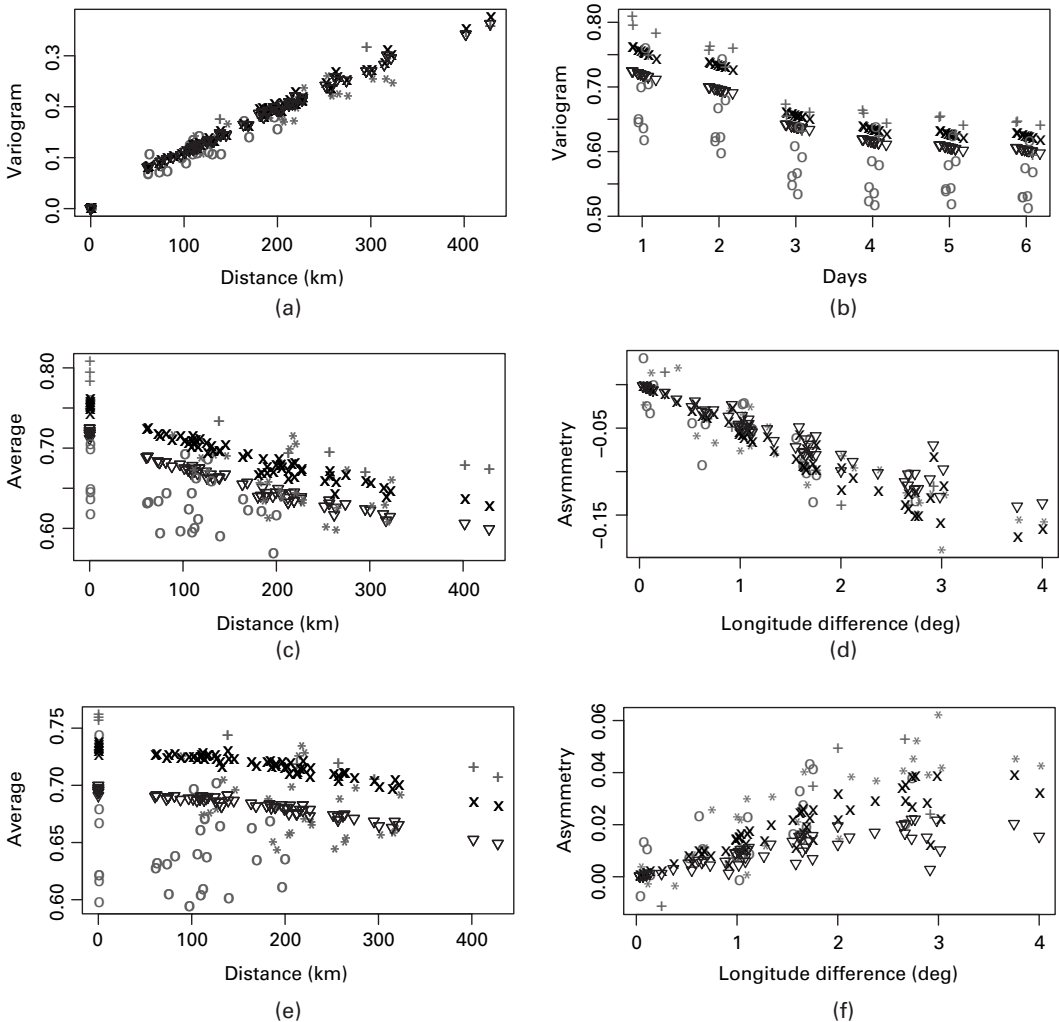 Variogram
0.0 0.1 0.2 0.3
0 100 200 300 400
Distance (km)
(a)
Variogram
0.50 0.60 0.70 0.80
1 2 3 4 5 6
Days
(b)
Average
0.60 0.70 0.80
0 100 200 300 400
Distance (km)
(c)
Asymmetry
−0.15 −0.05
0 1 2 3 4
Longitude difference (deg)
(d)
Average
0.60 0.65 0.70 0.75
0 100 200 300 400
Distance (km)
(e)
Asymmetry
0.00 0.02 0.04 0.06
0 1 2 3 4
Longitude difference (deg)
(f)